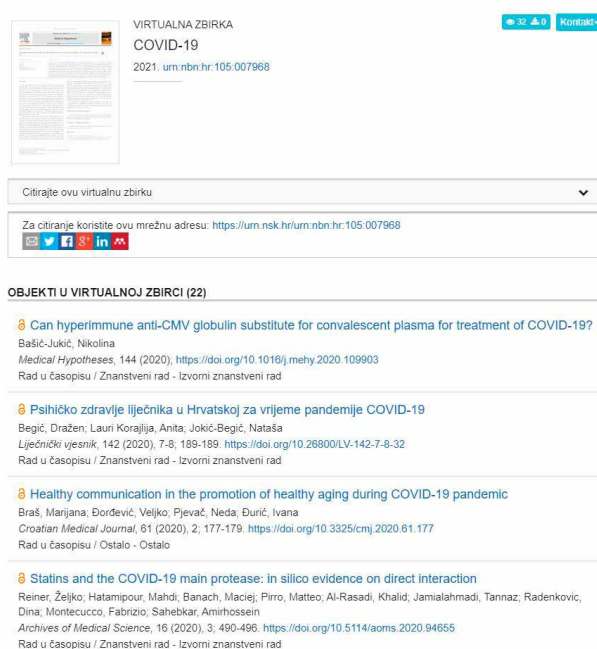 VIRTUALNA ZBIRKA
32 0 Kontakt
COVID-19
2021. urn:nbn:hr:105:007968
Citirajte ovu virtualnu zbirku
Za citiranje koristite ovu mrežnu adresu: https://urn.nsk.hr/urn:nbn:hr:105:007968
OBJEKTI U VIRTUALNOJ ZBIRCI (22)
Can hyperimmune anti-CMV globulin substitute for convalescent plasma for treatment of COVID-19?
Bašić-Jukić, Nikolina
Medical Hypotheses, 144 (2020); https://doi.org/10.1016/j.mehy.2020.109903
Rad u časopisu / Znanstveni rad - Izvorni znanstveni rad
Psihičko zdravlje liječnika u Hrvatskoj za vrijeme pandemije COVID-19
Begić, Dražen; Lauri Korajlija, Anita; Jokić-Begić, Nataša
Liječnički vjesnik, 142 (2020), 7-8; 189-189. https://doi.org/10.26800/LV-142-7-8-32
Rad u časopisu / Znanstveni rad - Izvorni znanstveni rad
Healthy communication in the promotion of healthy aging during COVID-19 pandemic
Braš, Marijana; Đorđević, Veljko; Pjevač, Neda; Đurić, Ivana
Croatian Medical Journal, 61 (2020), 2; 177-179. https://doi.org/10.3325/cmj.2020.61.177
Rad u časopisu / Ostalo - Ostalo
Statins and the COVID-19 main protease: in silico evidence on direct interaction
Reiner, Željko; Hatamipour, Mahdi; Banach, Maciej; Pirro, Matteo; Al-Rasadi, Khalid; Jamialahmadi, Tannaz; Radenkovic,
Dina; Montecucco, Fabrizio; Sahebkar, Amirhossein
Archives of Medical Science, 16 (2020), 3; 490-496. https://doi.org/10.5114/aoms.2020.94655
Rad u časopisu / Znanstveni rad - Izvorni znanstveni rad